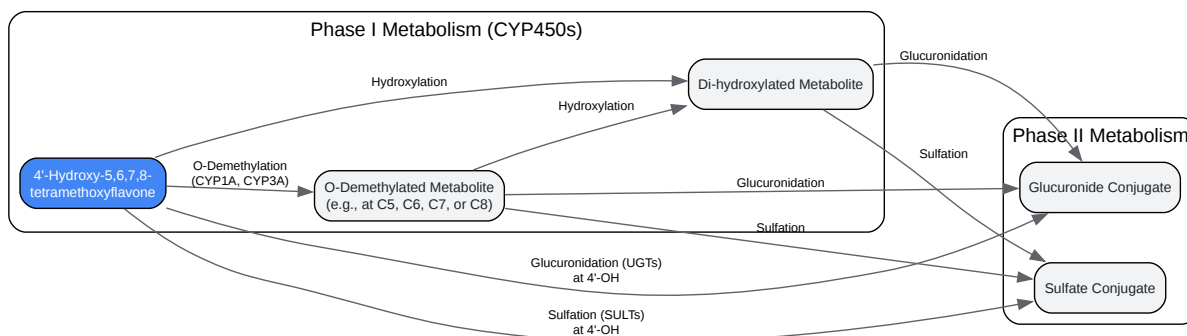 Phase I Metabolism (CYP450s)
Glucuronidation
Hydroxylation
Di-hydroxylated Metabolite
Hydroxylation
Phase II Metabolism
Sulfation
O-Demethylation
(CYP1A, CYP3A)
4'-Hydroxy-5,6,7,8-
tetramethoxyflavone
O-Demethylated Metabolite
(e.g., at C5, C6, C7, or C8)
Glucuronidation
Glucuronide Conjugate
Sulfation
Glucuronidation (UGTs)
at 4'-OH
Sulfate Conjugate
Sulfation (SULTs)
at 4'-OH